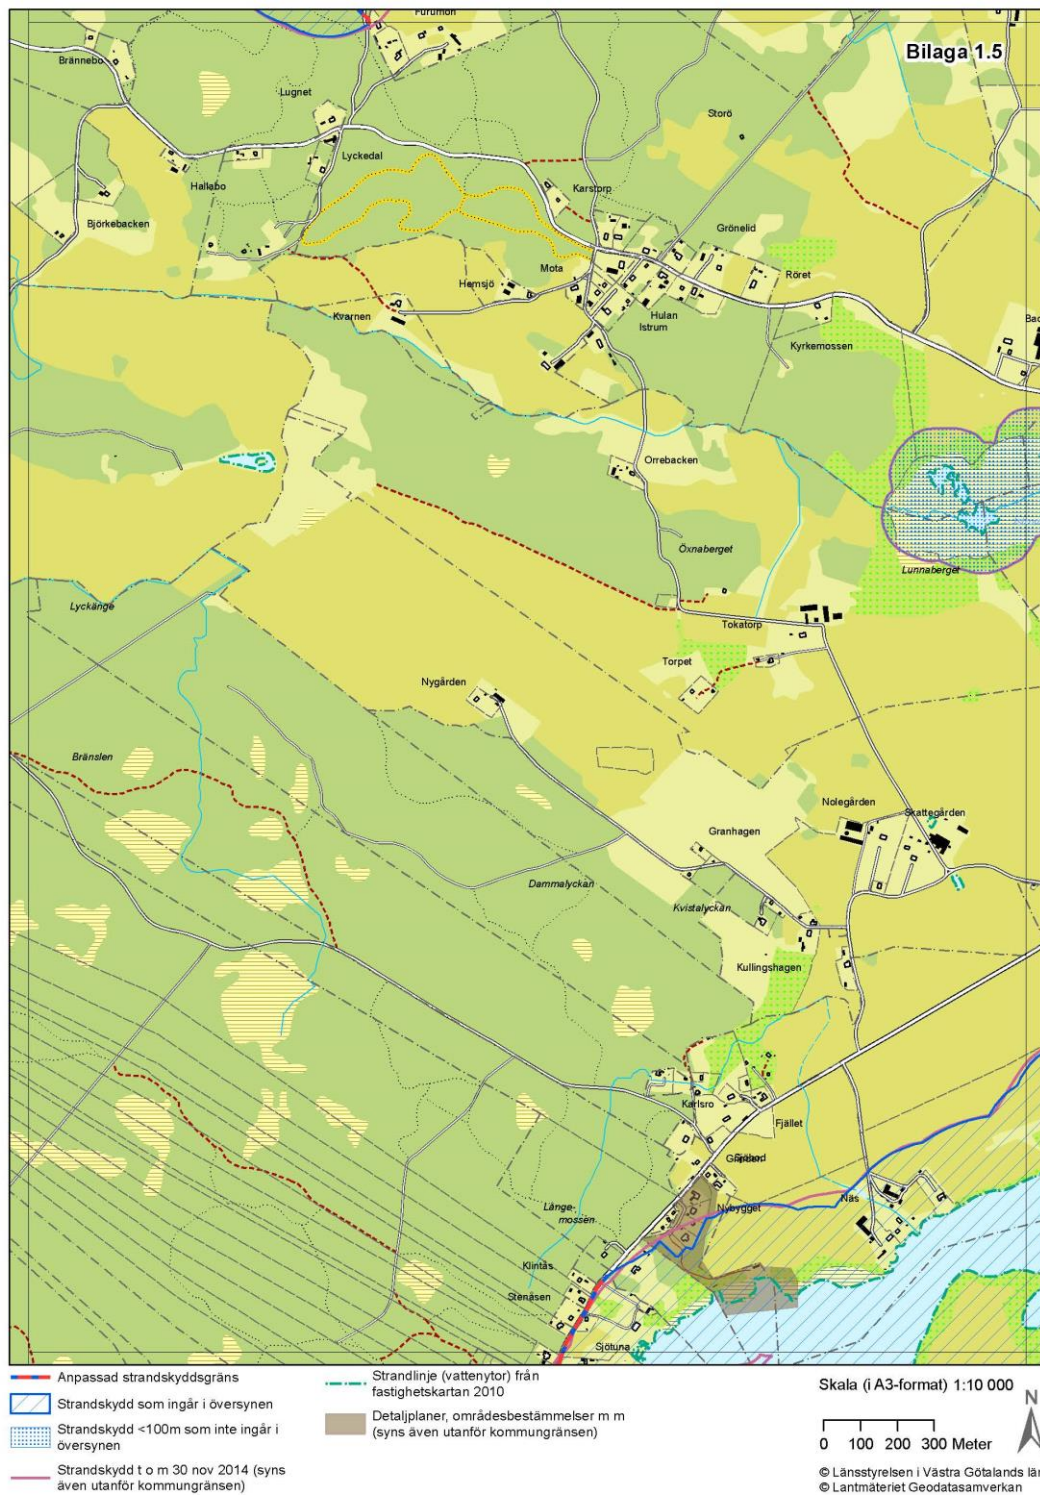 Furumon
Bilaga 1.5
Brännebo
Lugnet
Storö
Lyckedal
Hallabo
Karstorp
Björkebacken
Grönelid
Mota
Röret
Hemsjö
Kvarnen
Hulan
Istrum
Kyrkemossen
Orrebacken
Öxnaberget
Lunnaberget
Lyckänge
Tokatorp
Torpet
Nygården
Bränslen
Nolegården
Skattegården
Granhagen
Dammalyckan
Kvistalyckan
Kullingshagen
Karlsro
Fjället
Näs
Nybygget
Långe-
mossen
Klintås
Stenåsen
Sjötuna
Anpassad strandskyddsgräns
Strandskydd som ingår i översynen
Strandskydd <100m som inte ingår i
översynen
Strandskydd t o m 30 nov 2014 (syns
även utanför kommungränsen)
Strandlinje (vattenytor) från
fastighetskartan 2010
Detaljplaner, områdesbestämmelser m m
(syns även utanför kommungränsen)
Skala (i A3-format) 1:10 000
N
0 100 200 300 Meter
© Länsstyrelsen i Västra Götalands lä
© Lantmäteriet Geodatasamverkan